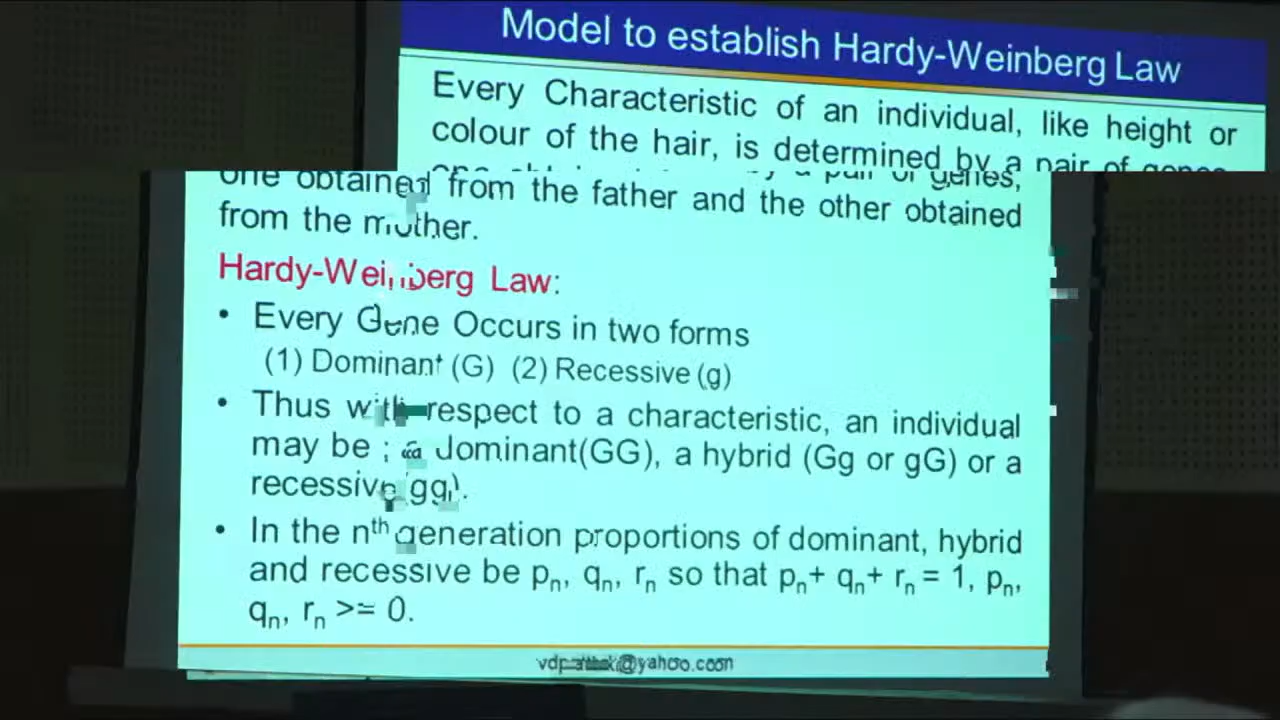 Model to establish Hardy-Weinberg Law
Every Characteristic of an individual, like height or
colour of the hair, is determined by a pair of genes,
one obtained from the father and the other obtained
from the mother.
Hardy-Weinberg Law:
• Every Gene Occurs in two forms
(1) Dominant (G) (2) Recessive (g)
• Thus with respect to a characteristic, an individual
may be ; a dominant(GG), a hybrid (Gg or gG) or a
recessive (gg).
• In the nth generation proportions of dominant, hybrid
and recessive be pn, qn, rn so that pn+ qn+ rn = 1, pn,
qn, rn >= 0.